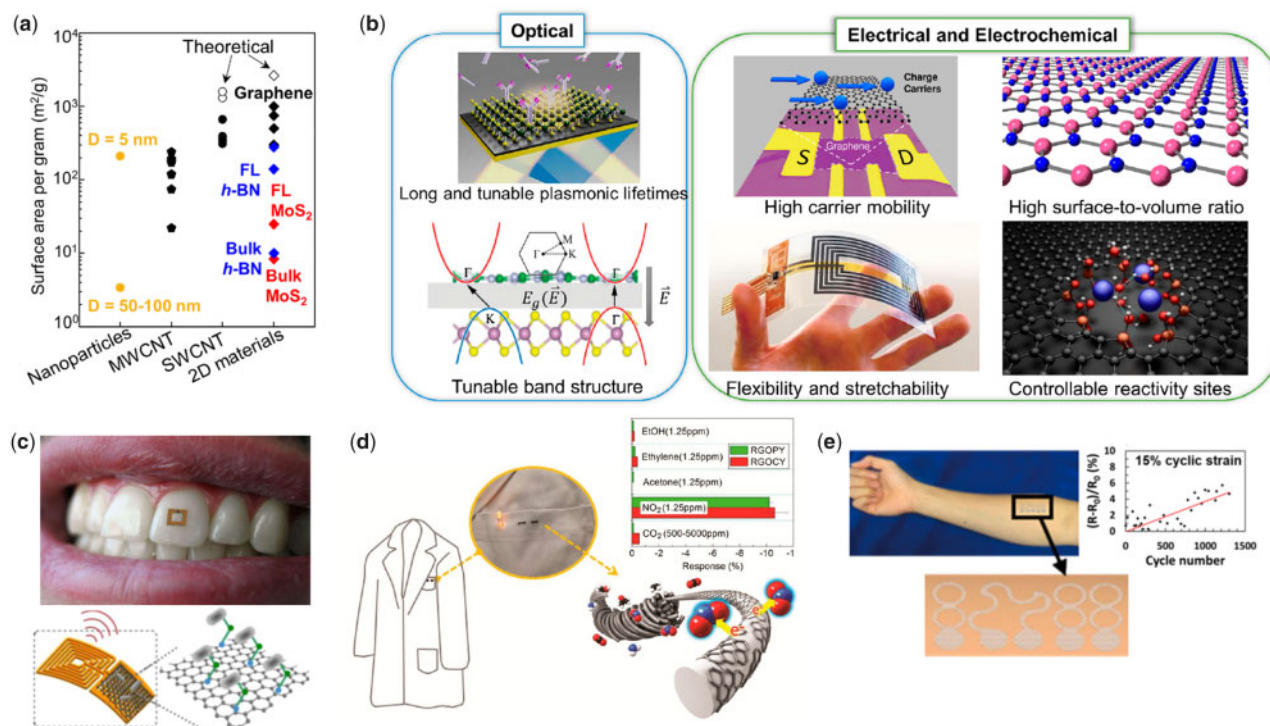 (a)
Surface area per gram (m²/g)
10⁴
10³
10²
10¹
10⁰
Theoretical
Graphene
D = 5 nm
FL
h-BN
FL
MoS₂
Bulk
h-BN
Bulk
MoS₂
D = 50-100 nm
Nanoparticles
MWCNT
SWCNT
2D materials
(b)
Optical
Long and tunable plasmonic lifetimes
M
Γ
K
Γ
Γ
E_g(E⃗)
E⃗
K
Γ
Tunable band structure
Electrical and Electrochemical
Charge
Carriers
Graphene
S
D
High carrier mobility
High surface-to-volume ratio
Flexibility and stretchability
Controllable reactivity sites
(c)
(d)
EtOH(1.25ppm)
Ethylene(1.25ppm)
Acetone(1.25ppm)
NO₂(1.25ppm)
CO₂(500-5000ppm)
RGOPY
RGOCY
0 -2 -4 -6 -8 -10 -1
Response (%)
e⁻
(e)
(R-R₀)/R₀ (%)
15% cyclic strain
10
8
6
4
2
0
0 500 1000 1500
Cycle number